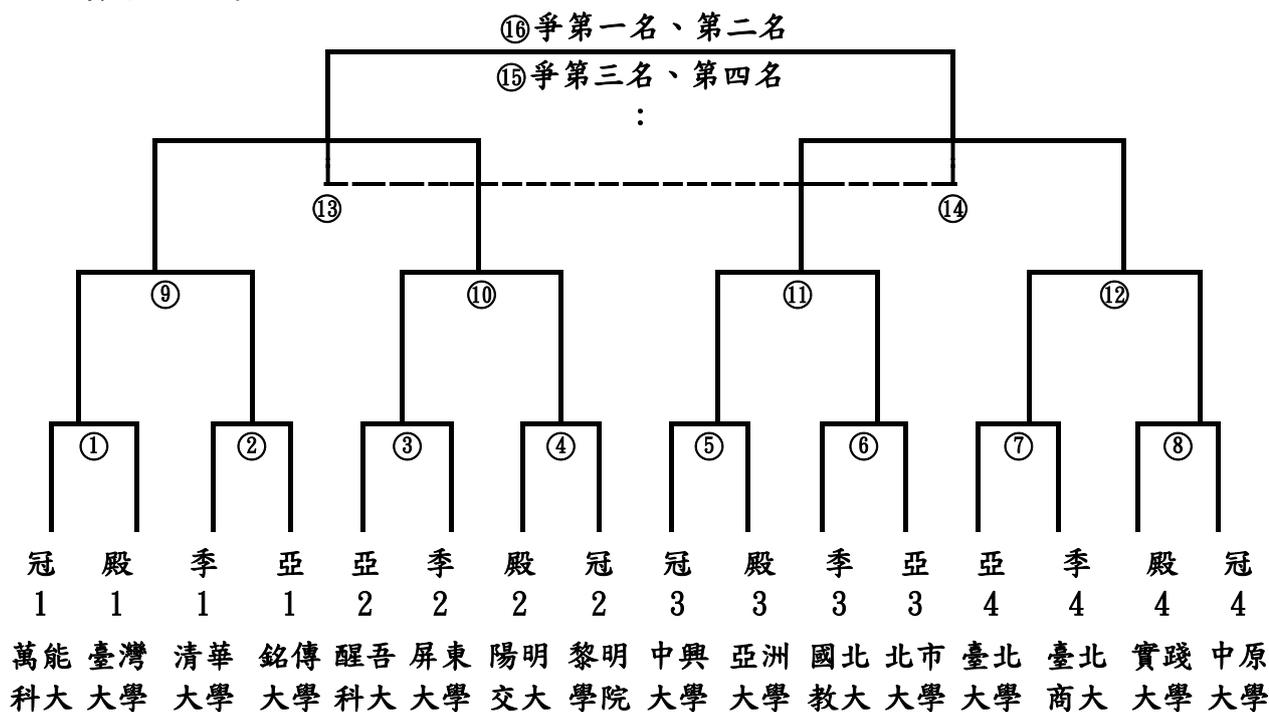 ⑯爭第一名、第二名
⑮爭第三名、第四名
:
⑬ ⑭
⑨ ⑩ ⑪ ⑫
① ② ③ ④ ⑤ ⑥ ⑦ ⑧
冠 殿 季 亞 亞 季 殿 冠 冠 殿 季 亞 亞 季 殿 冠
1 1 1 1 2 2 2 2 3 3 3 3 4 4 4 4
萬能 臺灣 清華 銘傳 醒吾 屏東 陽明 黎明 中興 亞洲 國北 北市 臺北 臺北 實踐 中原
科大 大學 大學 大學 科大 大學 交大 學院 大學 大學 教大 大學 大學 商大 大學 大學